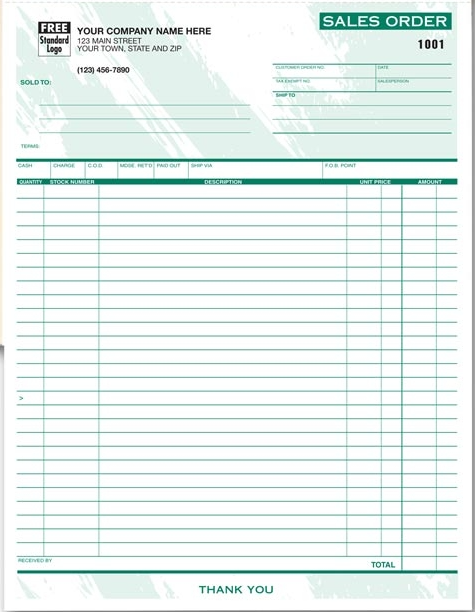 FREE
Standard
Logo
YOUR COMPANY NAME HERE
123 MAIN STREET
YOUR TOWN, STATE AND ZIP
(123) 456-7890
SALES ORDER
1001
CUSTOMER ORDER NO. DATE
TAX EXEMPT NO. SALESPERSON
SOLD TO:
SHIP TO
TERMS:
CASH CHARGE C.O.D. MDSE. RET'D PAID OUT SHIP VIA F.O.B. POINT
QUANTITY STOCK NUMBER DESCRIPTION UNIT PRICE AMOUNT
>
RECEIVED BY TOTAL
THANK YOU